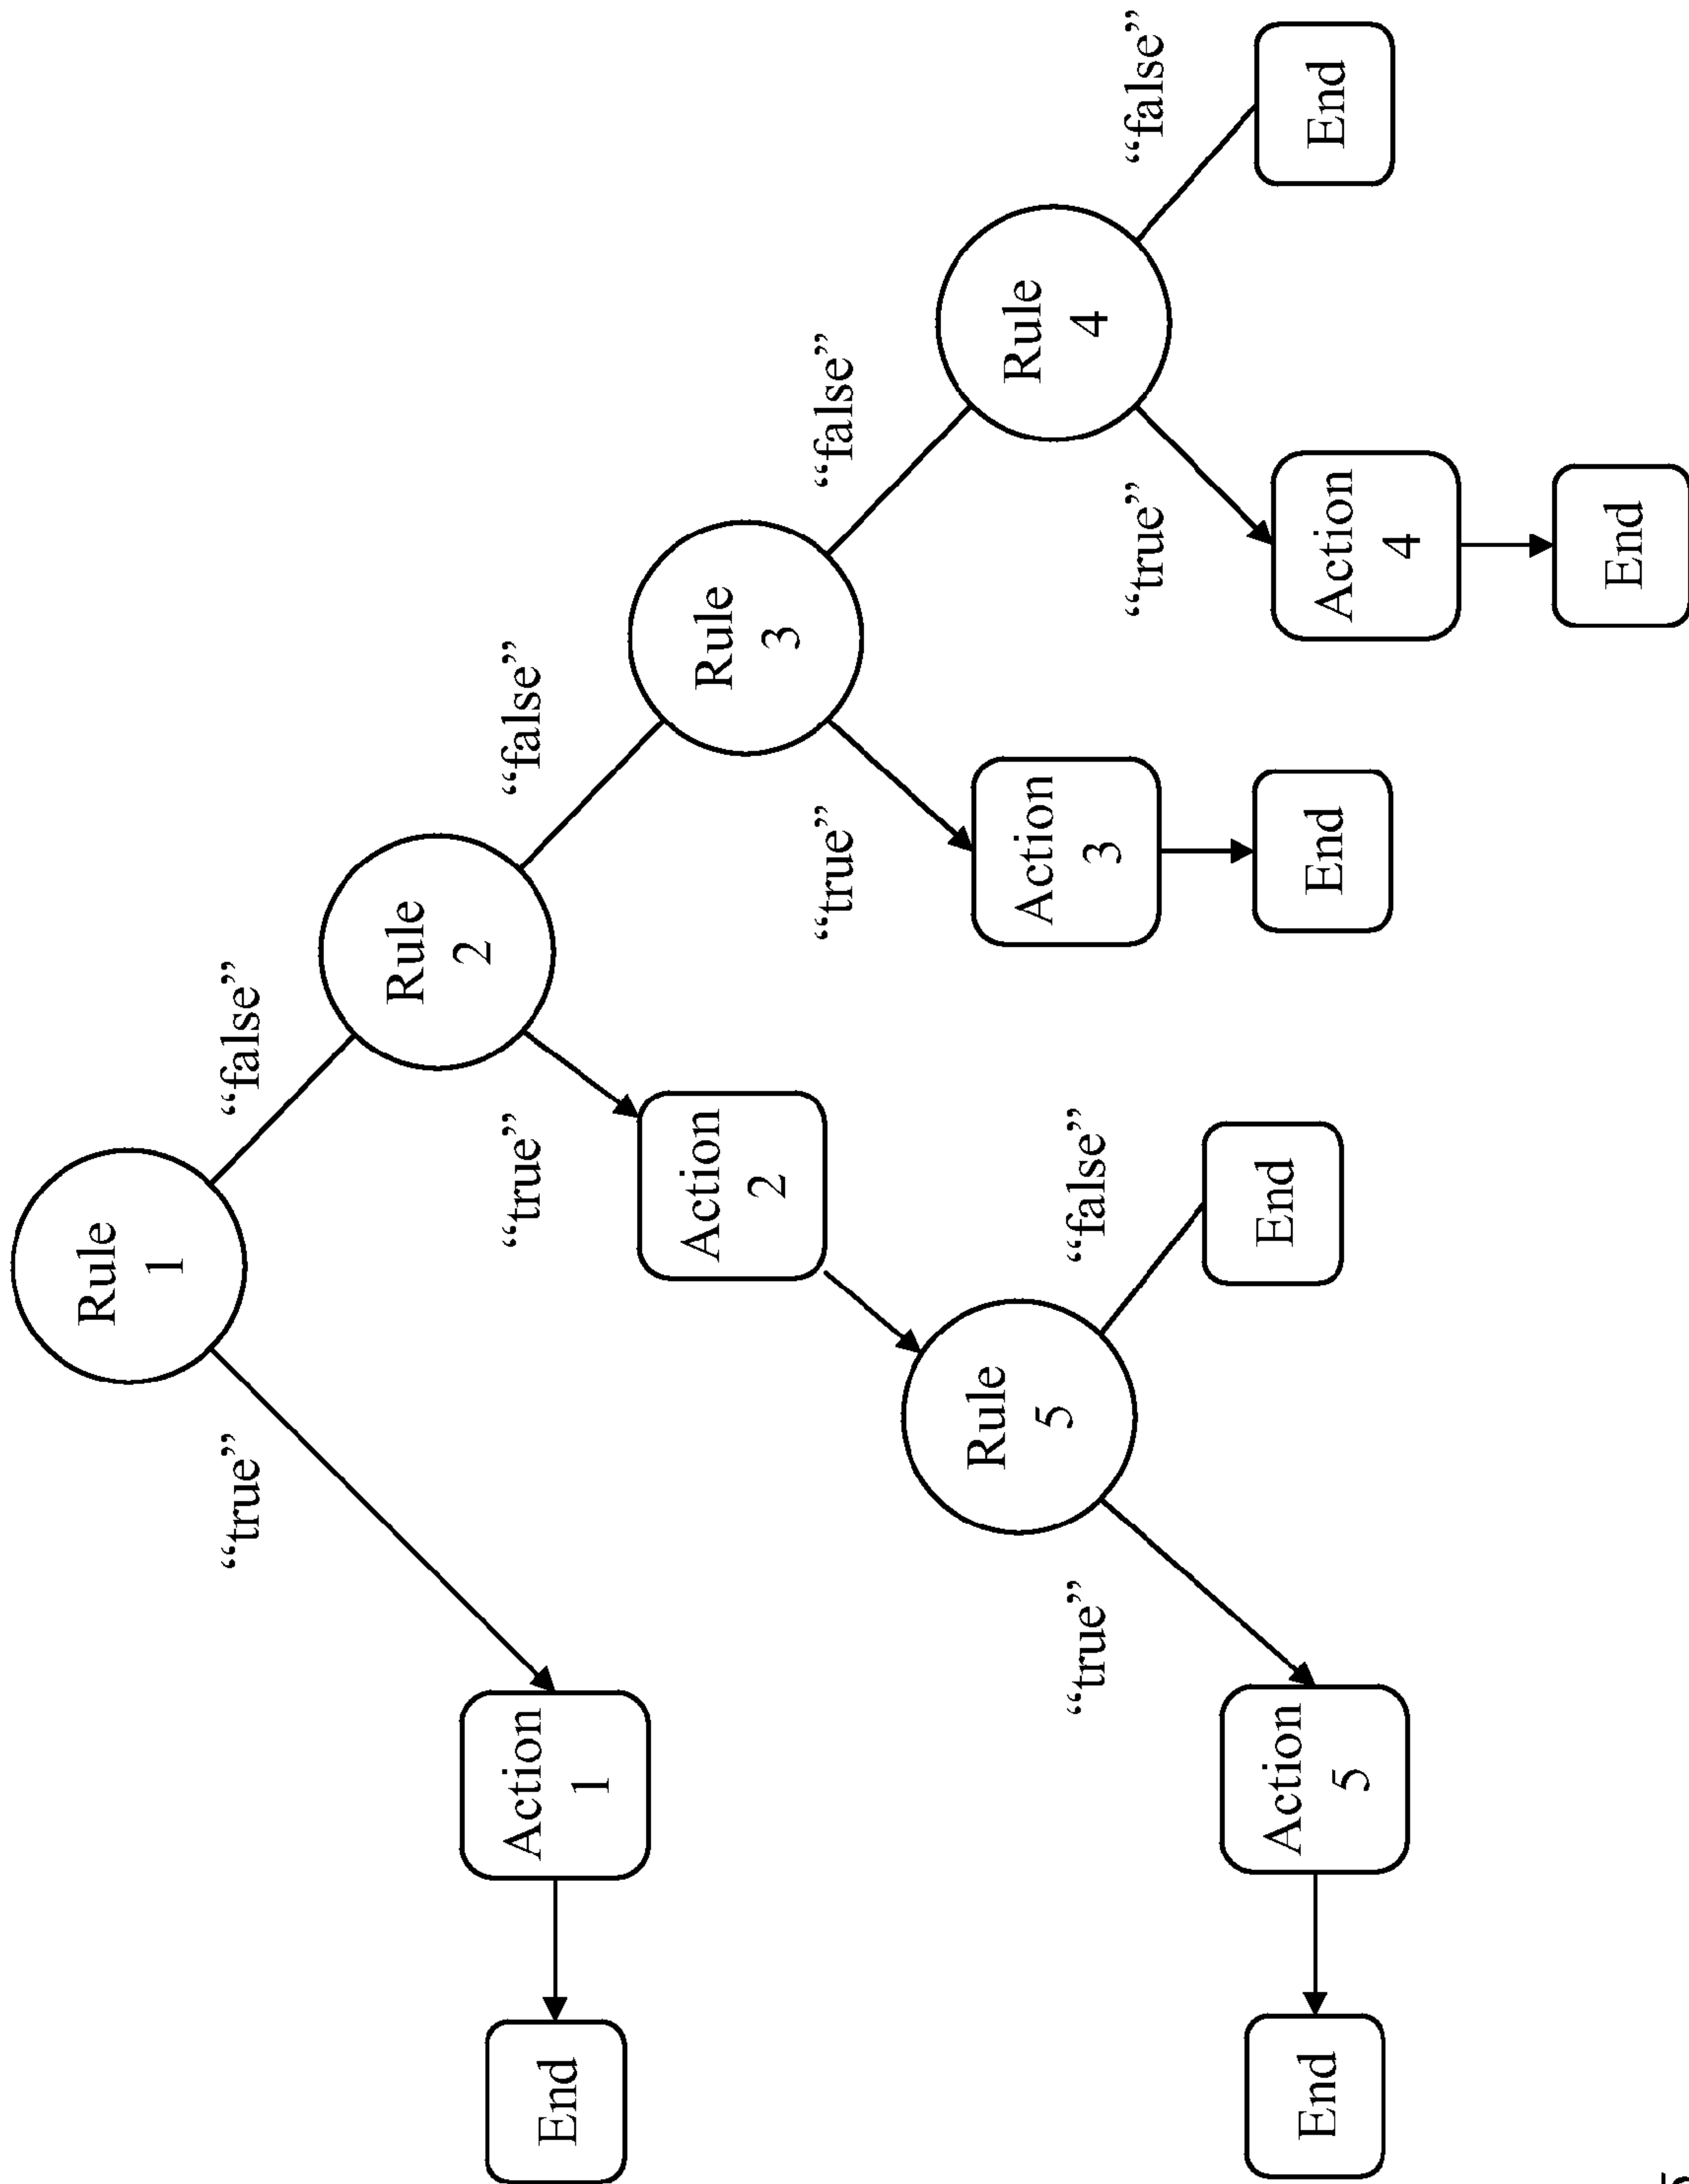 Rule
1
“true”
“false”
Rule
2
“true”
“false”
Action
1
End
Action
2
Rule
3
“true”
“false”
Rule
5
Action
3
Rule
4
“true”
“false”
“true”
“false”
End
Action
5
End
End
Action
4
End
End